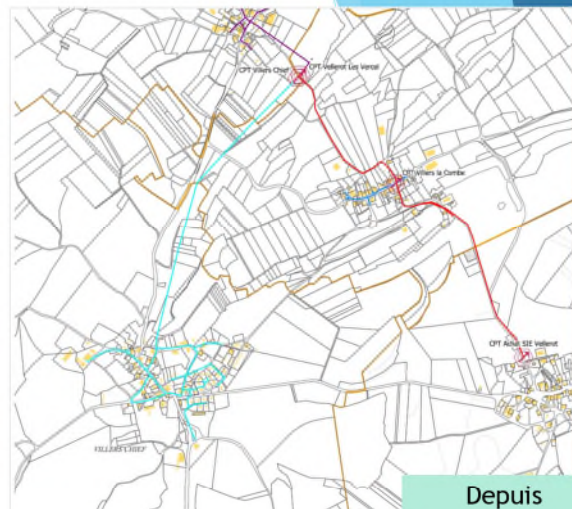 CPT Villers Chief
CPT Vellerot Les Vercel
CPT Villers la Combe
CPT Achat SIE Vellerot
VILLERS CHIEF
Depuis